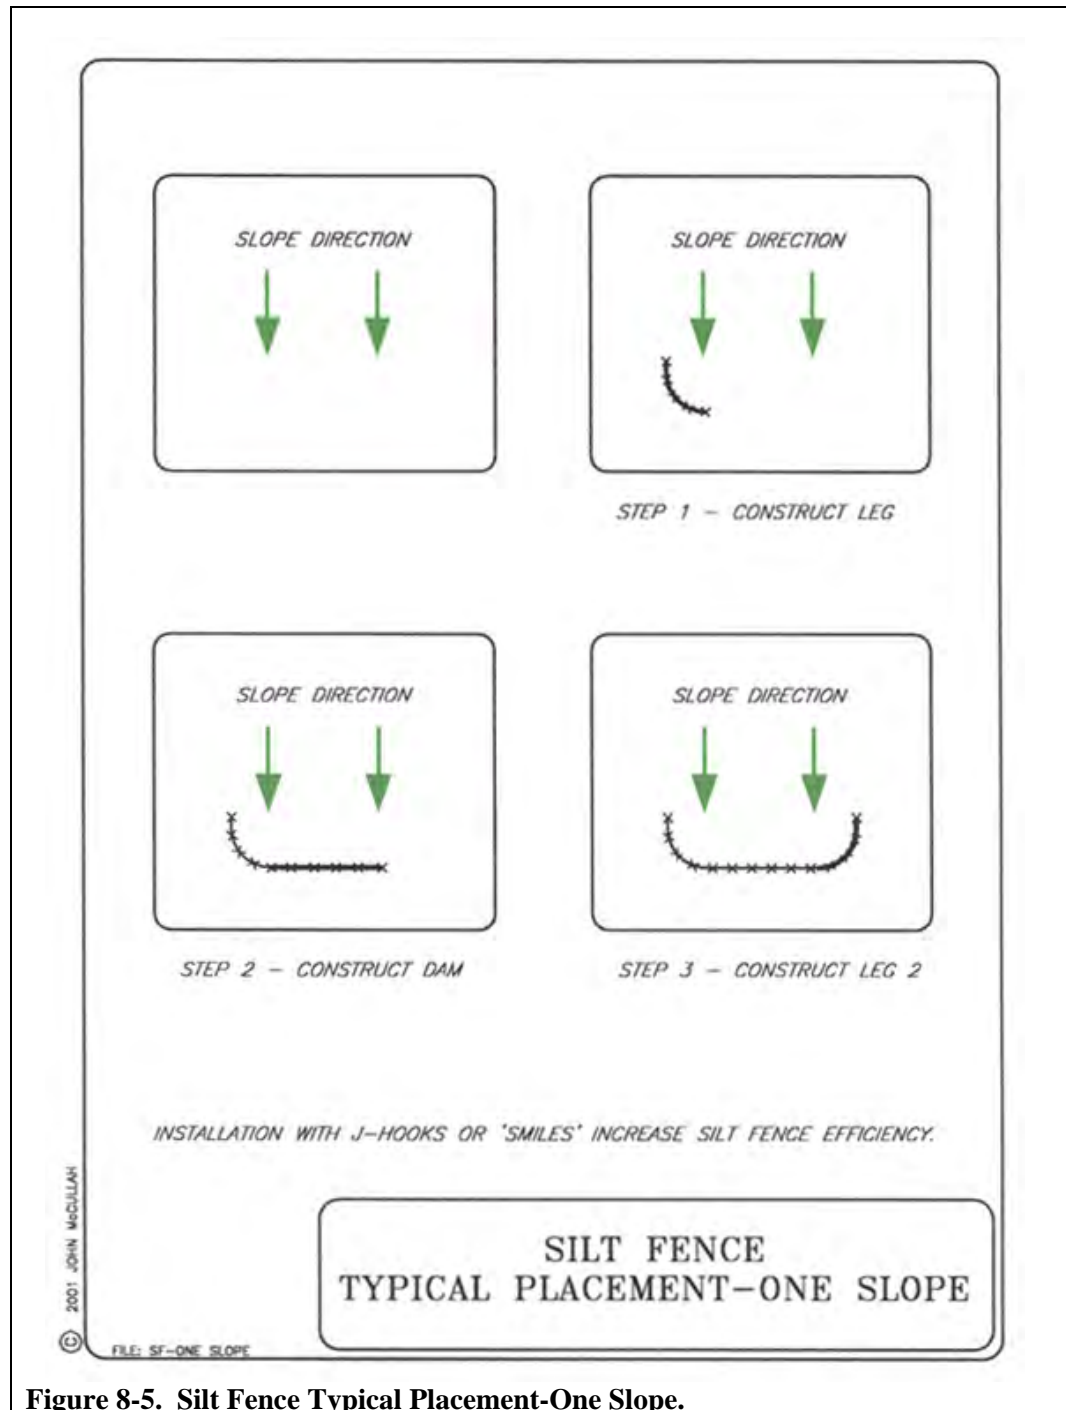 SLOPE DIRECTION
SLOPE DIRECTION
STEP 1 - CONSTRUCT LEG
SLOPE DIRECTION
SLOPE DIRECTION
STEP 2 - CONSTRUCT DAM
STEP 3 - CONSTRUCT LEG 2
INSTALLATION WITH J-HOOKS OR 'SMILES' INCREASE SILT FENCE EFFICIENCY.
© 2001 JOHN McCULLAH
SILT FENCE
TYPICAL PLACEMENT-ONE SLOPE
FILE: SF-ONE SLOPE
Figure 8-5. Silt Fence Typical Placement-One Slope.